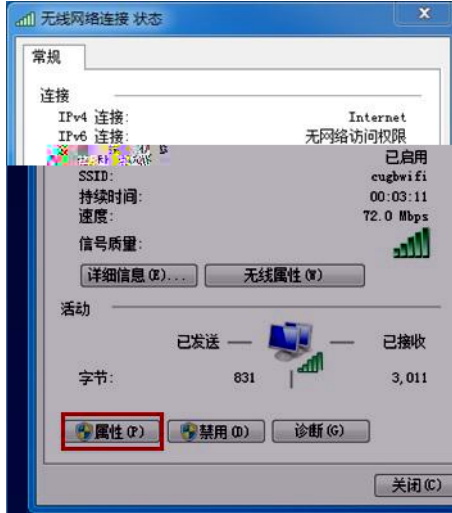 无线网络连接 状态
常规
连接
IPv4 连接: Internet
IPv6 连接: 无网络访问权限
已启用
SSID: cugbwifi
持续时间: 00:03:11
速度: 72.0 Mbps
信号质量:
详细信息(E)... 无线属性(W)
活动
已发送 — — 已接收
字节: 831 | 3,011
属性(P) 禁用(D) 诊断(G)
关闭(C)